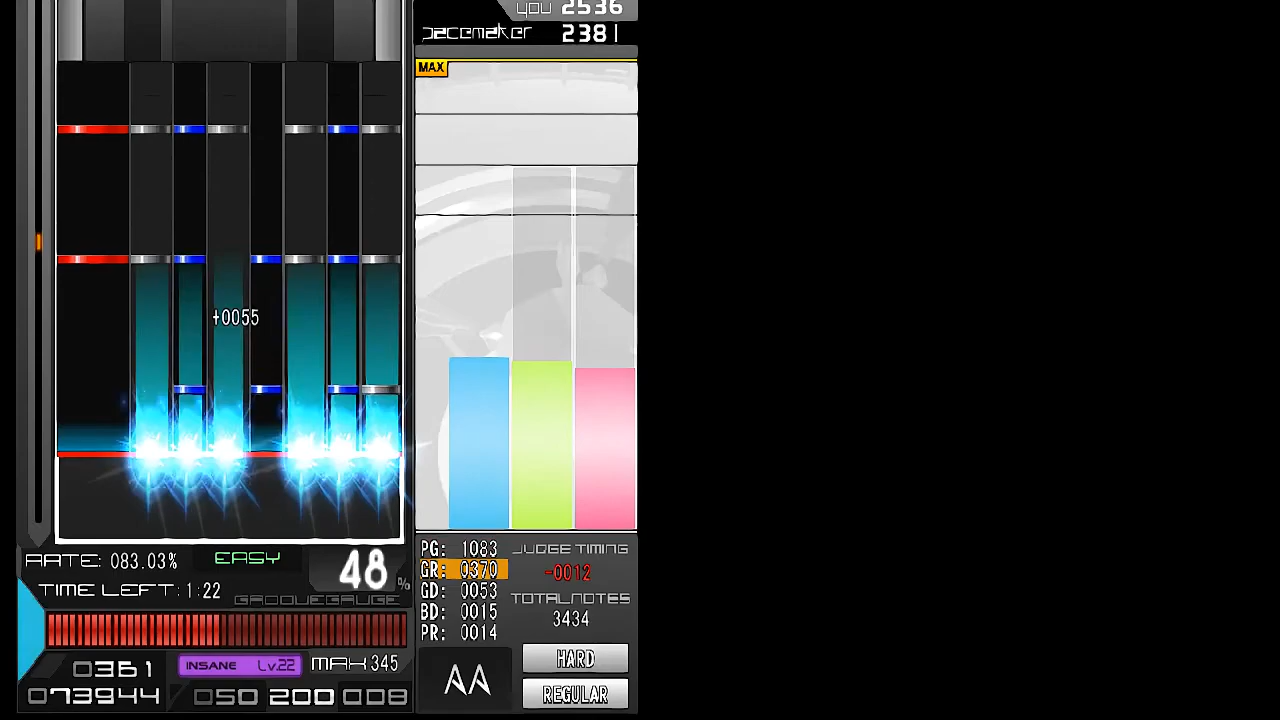 you 2536
pacemaker 2381
MAX
+0055
RATE: 083.03% EASY 48 %
TIME LEFT: 1:22
GROOVEGAUGE
0361 INSANE Lv.22 MAX 345
073944 050 200 008
PG: 1083
GR: 0370
GD: 0053
BD: 0015
PR: 0014
JUDGE TIMING
-0012
TOTALNOTES
3434
AA
HARD
REGULAR